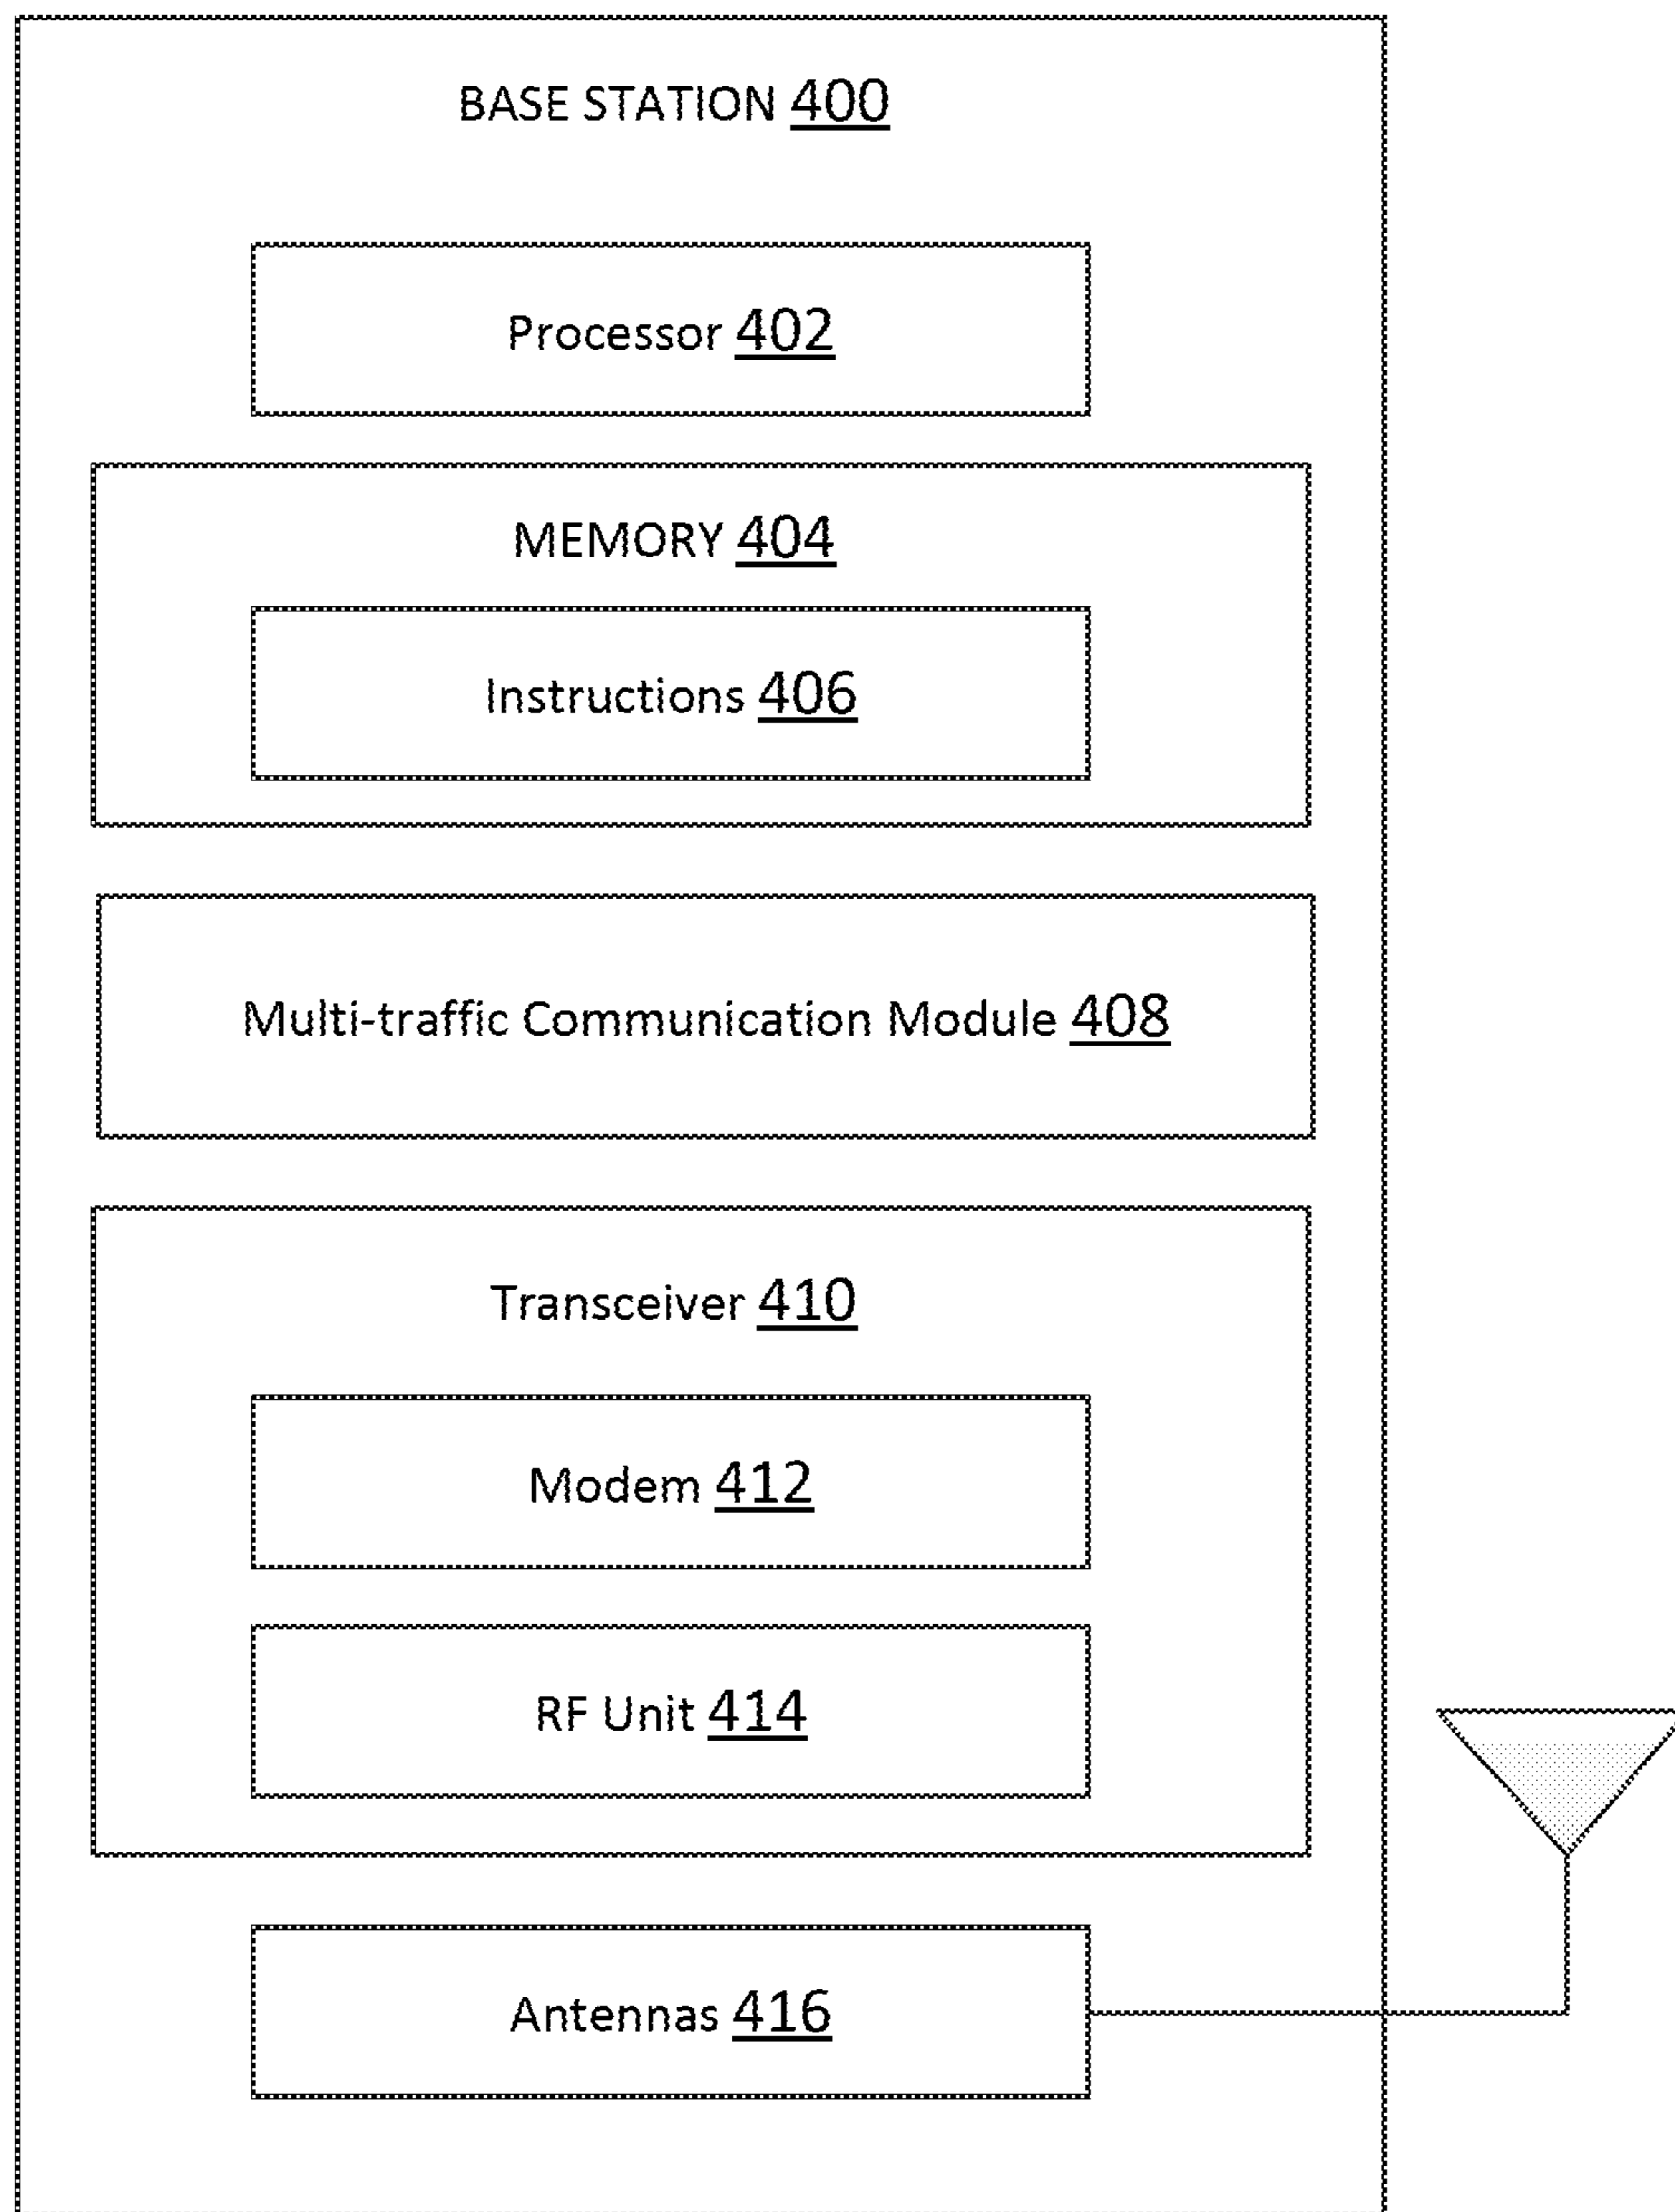 BASE STATION 400
Processor 402
MEMORY 404
Instructions 406
Multi-traffic Communication Module 408
Transceiver 410
Modem 412
RF Unit 414
Antennas 416